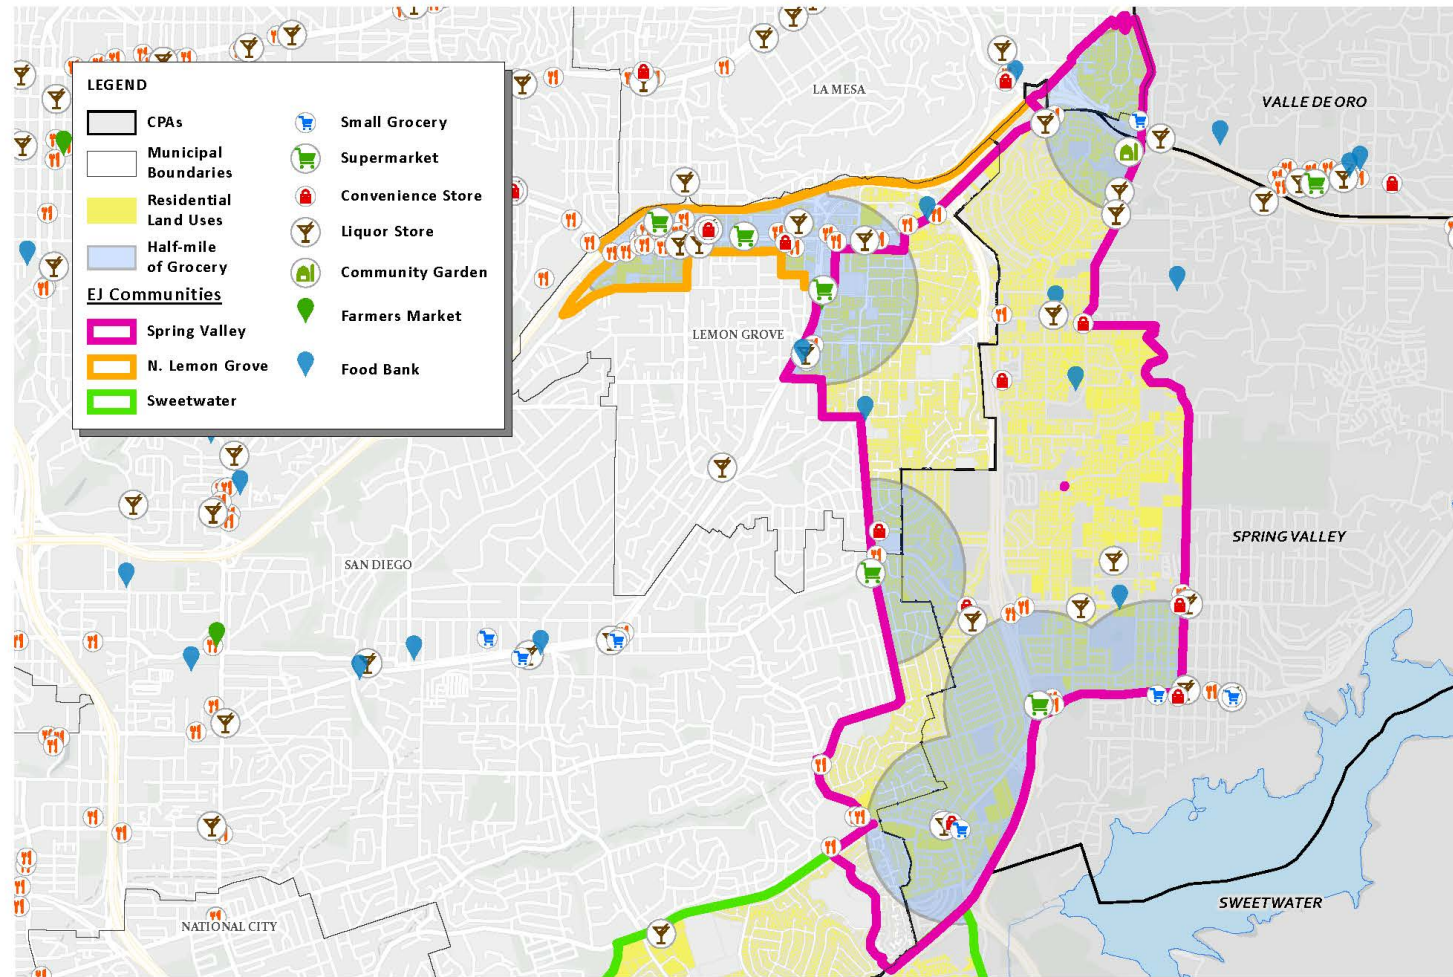 LEGEND
CPAs
Municipal
Boundaries
Residential
Land Uses
Half-mile
of Grocery
EJ Communities
Spring Valley
N. Lemon Grove
Sweetwater
Small Grocery
Supermarket
Convenience Store
Liquor Store
Community Garden
Farmers Market
Food Bank
LA MESA
VALLE DE ORO
LEMON GROVE
SPRING VALLEY
SAN DIEGO
SWEETWATER
NATIONAL CITY